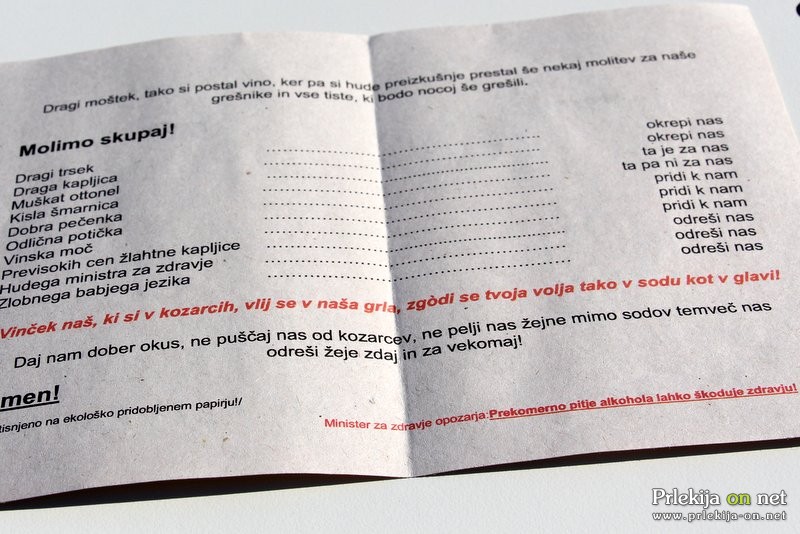 Dragi moštek, tako si postal vino, ker pa si hude preizkušnje prestal še nekaj molitev za naše
grešnike in vse tiste, ki bodo nocoj še grešili.
Molimo skupaj!
Dragi trsek ........................ okrepi nas
Draga kapljica ........................ okrepi nas
Muškat ottonel ........................ ta je za nas
Kisla šmarnica ........................ ta pa ni za nas
Dobra pečenka ........................ pridi k nam
Odlična potička ........................ pridi k nam
Vinska moč ........................ pridi k nam
Previsokih cen žlahtne kapljice ........................ odreši nas
Hudega ministra za zdravje ........................ odreši nas
Zlobnega babjega jezika ........................ odreši nas
Vinček naš, ki si v kozarcih, vlij se v naša grla, zgodi se tvoja volja tako v sodu kot v glavi!
Daj nam dober okus, ne puščaj nas od kozarcev, ne pelji nas žejne mimo sodov temveč nas
odreši žeje zdaj in za vekomaj!
men!
tisnjeno na ekološko pridobljenem papirju!/
Minister za zdravje opozarja:Prekomerno pitje alkohola lahko škoduje zdravju!
Prlekija on net
www.prlekija-on.net